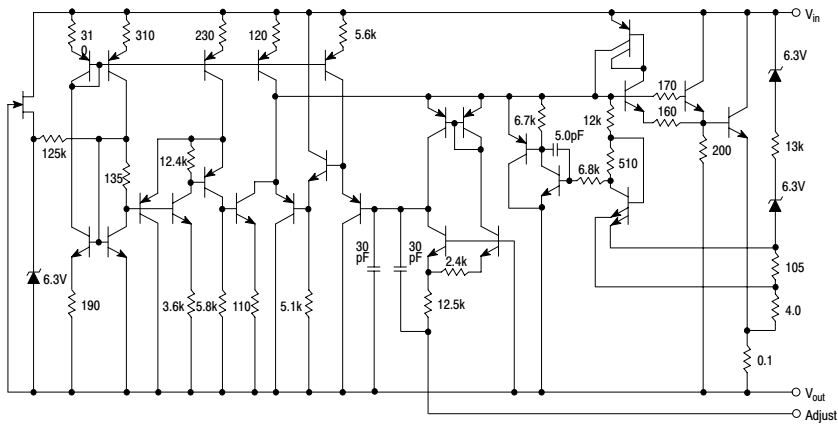 31
0
310
230
120
5.6k
Vin
6.3V
170
160
6.7k
12k
5.0pF
200
125k
12.4k
510
13k
135
6.8k
6.3V
30
pF
30
pF
2.4k
105
6.3V
190
3.6k
5.8k
110
5.1k
12.5k
4.0
0.1
Vout
Adjust